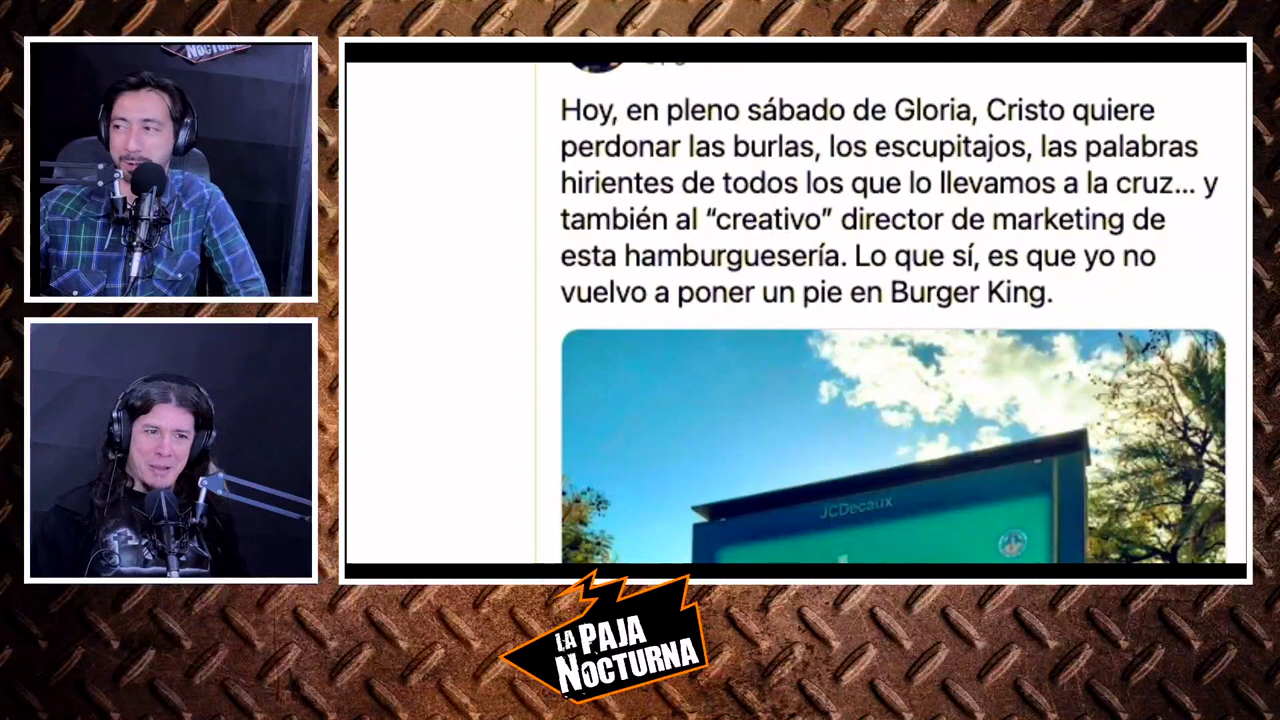 NOCTURNA
Hoy, en pleno sábado de Gloria, Cristo quiere
perdonar las burlas, los escupitajos, las palabras
hirientes de todos los que lo llevamos a la cruz... y
también al “creativo” director de marketing de
esta hamburguesería. Lo que sí, es que yo no
vuelvo a poner un pie en Burger King.
JCDecaux
LA PAJA
NOCTURNA